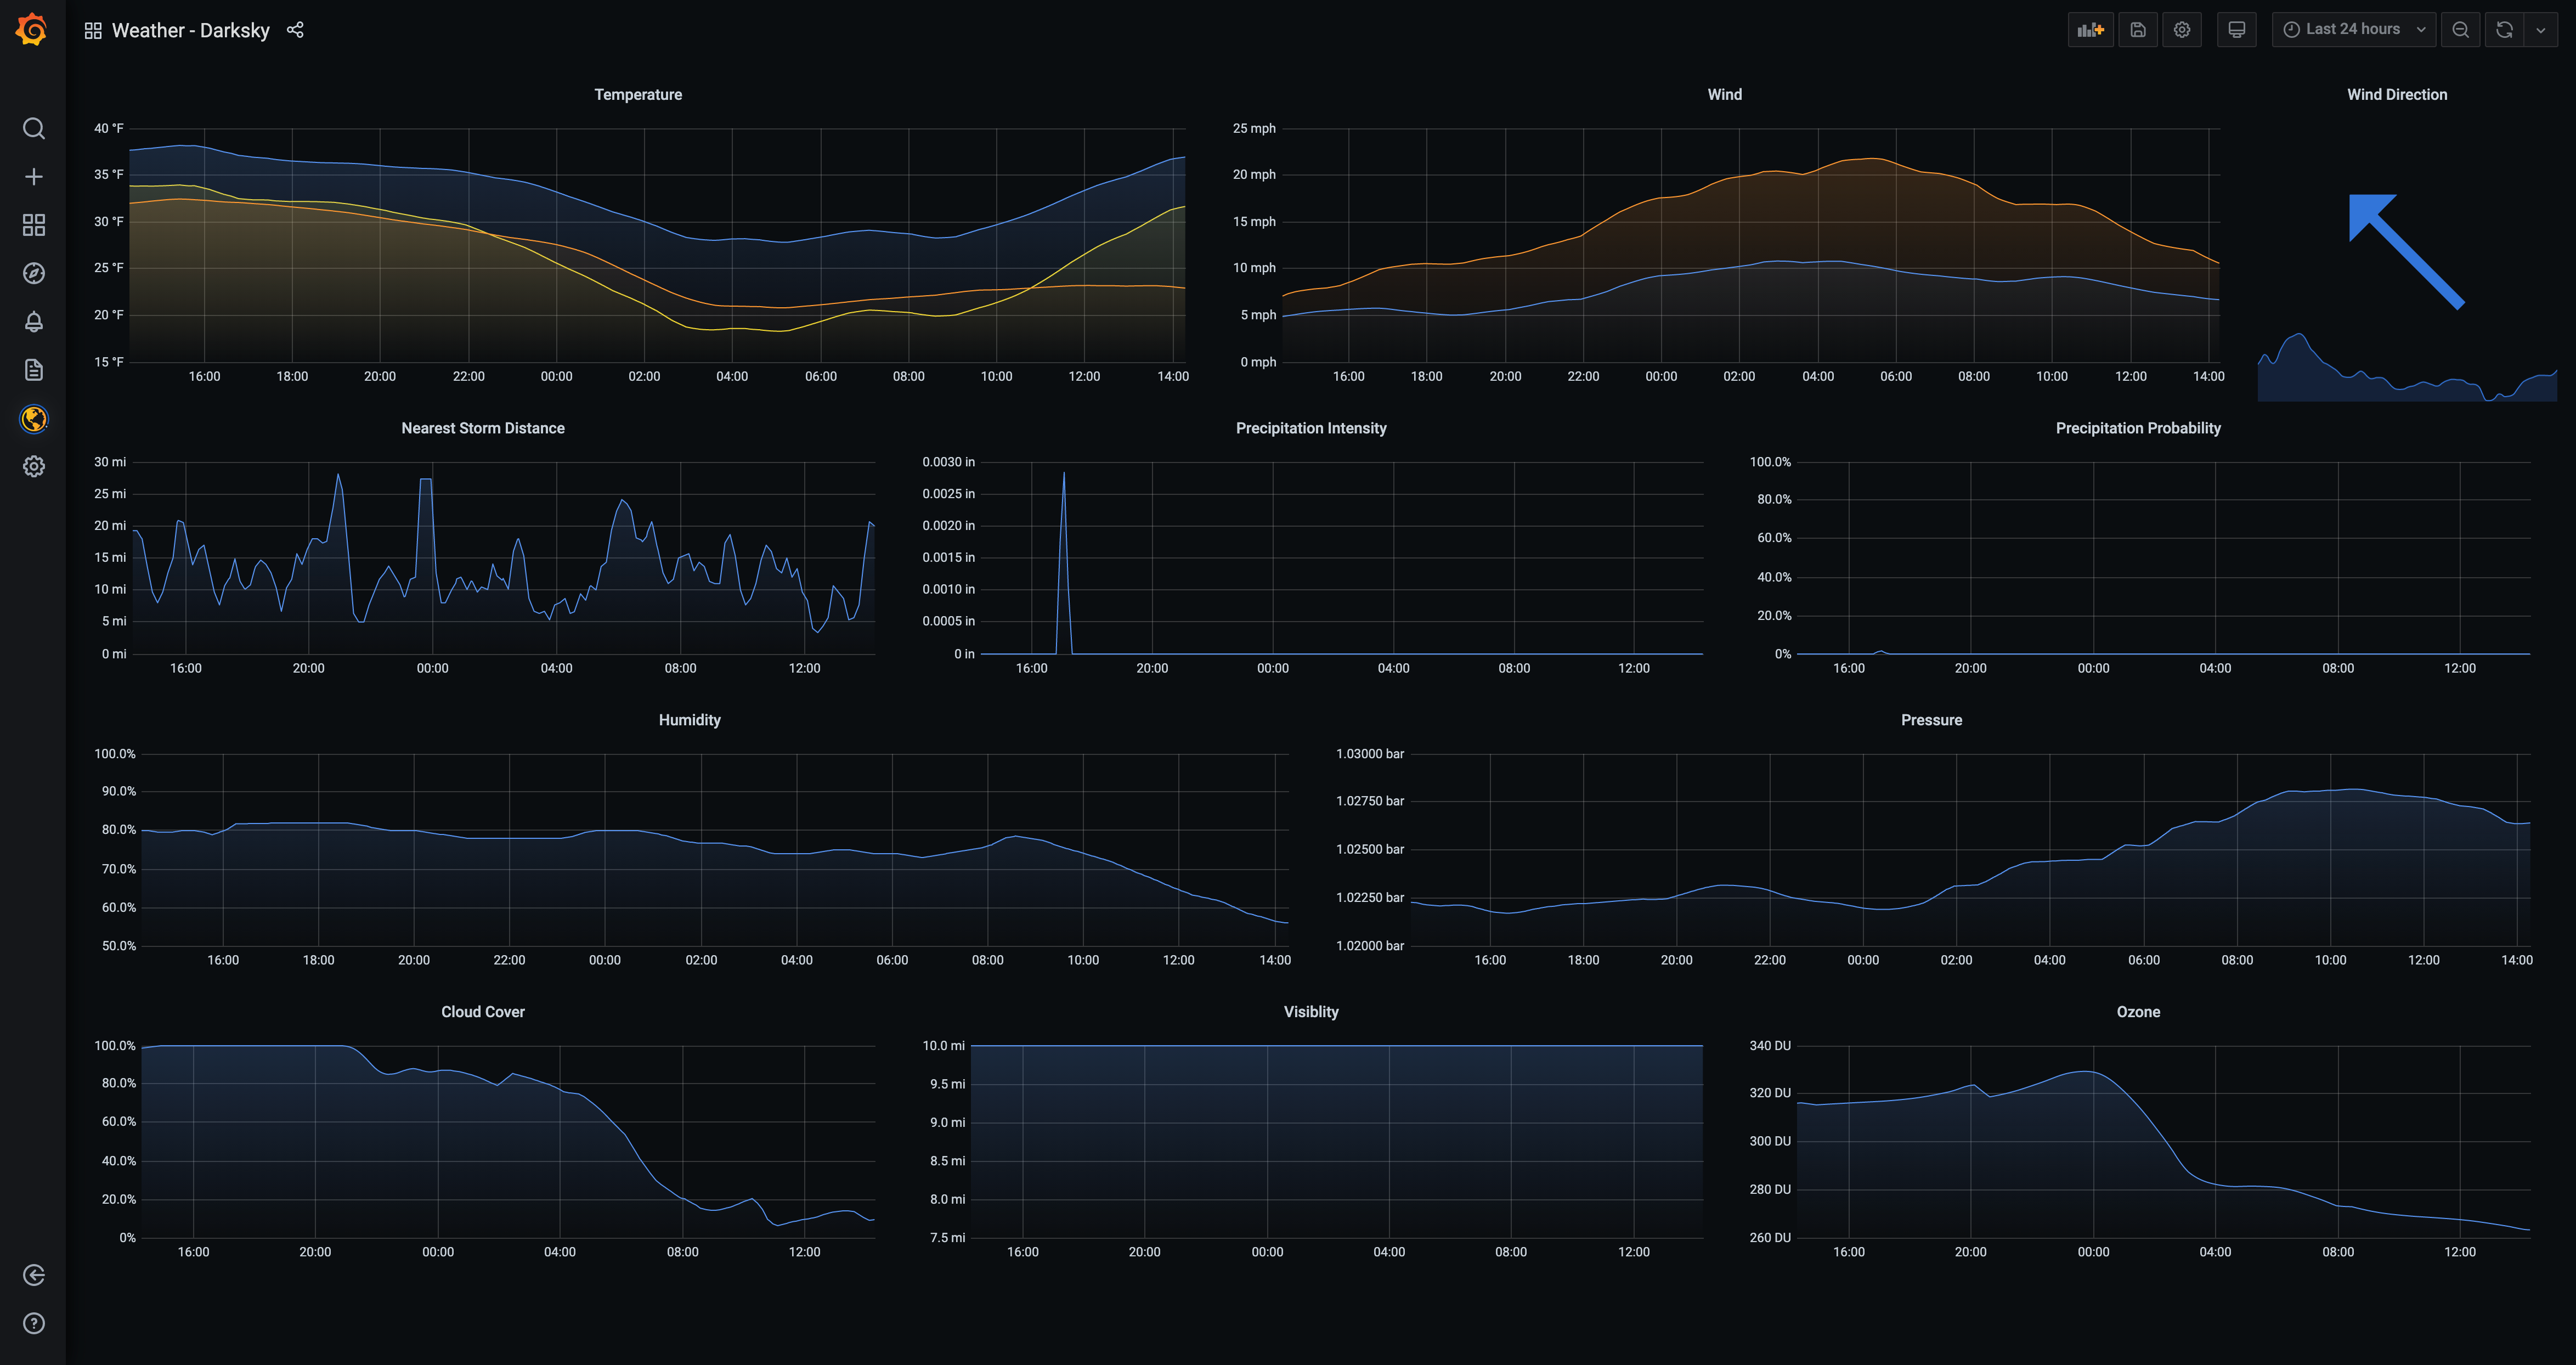 Weather - Darksky
Last 24 hours
Temperature
40 °F
35 °F
30 °F
25 °F
20 °F
15 °F
16:00 18:00 20:00 22:00 00:00 02:00 04:00 06:00 08:00 10:00 12:00 14:00
Wind
25 mph
20 mph
15 mph
10 mph
5 mph
0 mph
16:00 18:00 20:00 22:00 00:00 02:00 04:00 06:00 08:00 10:00 12:00 14:00
Wind Direction
Nearest Storm Distance
30 mi
25 mi
20 mi
15 mi
10 mi
5 mi
0 mi
16:00 20:00 00:00 04:00 08:00 12:00
Precipitation Intensity
0.0030 in
0.0025 in
0.0020 in
0.0015 in
0.0010 in
0.0005 in
0 in
16:00 20:00 00:00 04:00 08:00 12:00
Precipitation Probability
100.0%
80.0%
60.0%
40.0%
20.0%
0%
16:00 20:00 00:00 04:00 08:00 12:00
Humidity
100.0%
90.0%
80.0%
70.0%
60.0%
50.0%
16:00 18:00 20:00 22:00 00:00 02:00 04:00 06:00 08:00 10:00 12:00 14:00
Pressure
1.03000 bar
1.02750 bar
1.02500 bar
1.02250 bar
1.02000 bar
16:00 18:00 20:00 22:00 00:00 02:00 04:00 06:00 08:00 10:00 12:00 14:00
Cloud Cover
100.0%
80.0%
60.0%
40.0%
20.0%
0%
16:00 20:00 00:00 04:00 08:00 12:00
Visiblity
10.0 mi
9.5 mi
9.0 mi
8.5 mi
8.0 mi
7.5 mi
16:00 20:00 00:00 04:00 08:00 12:00
Ozone
340 DU
320 DU
300 DU
280 DU
260 DU
16:00 20:00 00:00 04:00 08:00 12:00